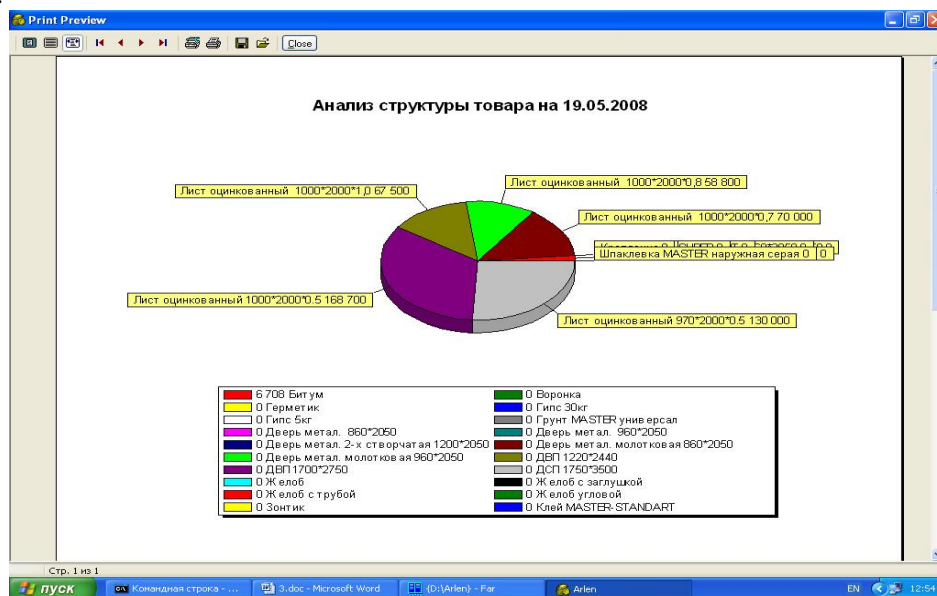 Print Preview
Close
Анализ структуры товара на 19.05.2008
Лист оцинкованный 1000*2000*1,0 67 500
Лист оцинкованный 1000*2000*0,8 58 800
Лист оцинкованный 1000*2000*0,7 70 000
Шпаклевка MASTER наружная серая 0
0
Лист оцинкованный 1000*2000*0.5 168 700
Лист оцинкованный 970*2000*0.5 130 000
6 708 Битум
0 Воронка
0 Герметик
0 Гипс 30кг
0 Гипс 5кг
0 Грунт MASTER универсал
0 Дверь метал. 860*2050
0 Дверь метал. 960*2050
0 Дверь метал. 2-х створчатая 1200*2050
0 Дверь метал. молотковая 860*2050
0 Дверь метал. молотковая 960*2050
0 ДВП 1220*2440
0 ДВП 1700*2750
0 ДСП 1750*3500
0 Желоб
0 Желоб с заглушкой
0 Желоб с трубой
0 Желоб угловой
0 Зонтик
0 Клей MASTER-STANDART
Стр. 1 из 1
пуск
Командная строка - ...
3.doc - Microsoft Word
{D:\Arlen} - Far
Arlen
EN
12:54